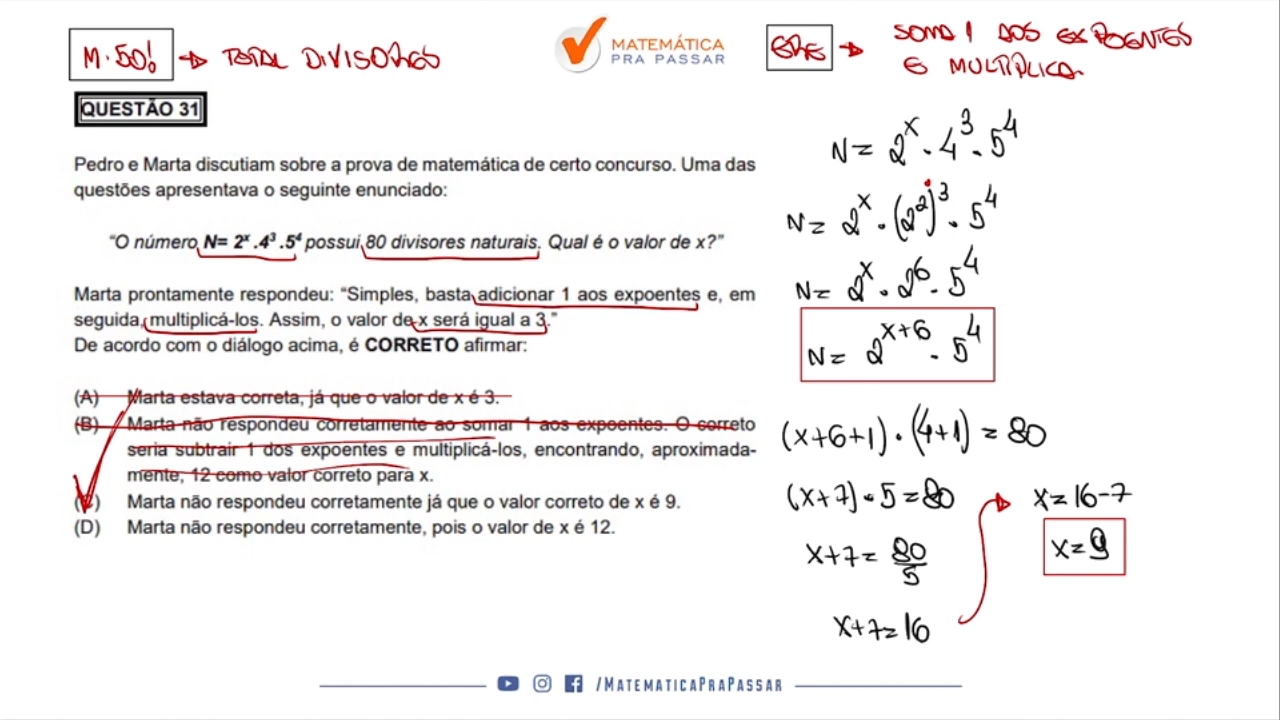 M.50! → TOTAL DIVISORES
MATEMÁTICA
PRA PASSAR
→ SOMA 1 AOS EXPOENTES
E MULTIPLICA
QUESTÃO 31
Pedro e Marta discutiam sobre a prova de matemática de certo concurso. Uma das
questões apresentava o seguinte enunciado:
“O número N= 2ˣ .4³ .5⁴ possui 80 divisores naturais. Qual é o valor de x?”
Marta prontamente respondeu: “Simples, basta adicionar 1 aos expoentes e, em
seguida, multiplicá-los. Assim, o valor de x será igual a 3.”
De acordo com o diálogo acima, é CORRETO afirmar:
(A) Marta estava correta, já que o valor de x é 3.
(B) Marta não respondeu corretamente ao somar 1 aos expoentes. O correto
seria subtrair 1 dos expoentes e multiplicá-los, encontrando, aproximada-
mente, 12 como valor correto para x.
(C) Marta não respondeu corretamente já que o valor correto de x é 9.
(D) Marta não respondeu corretamente, pois o valor de x é 12.
N = 2ˣ . 4³ . 5⁴
N = 2ˣ . (2²)³ . 5⁴
N = 2ˣ . 2⁶ . 5⁴
N = 2ˣ⁺⁶ . 5⁴
(x+6+1) . (4+1) = 80
(x+7) . 5 = 80
x+7 = 80/5
x+7 = 16
x = 16-7
x = 9
/MATEMATICAPRAPASSAR